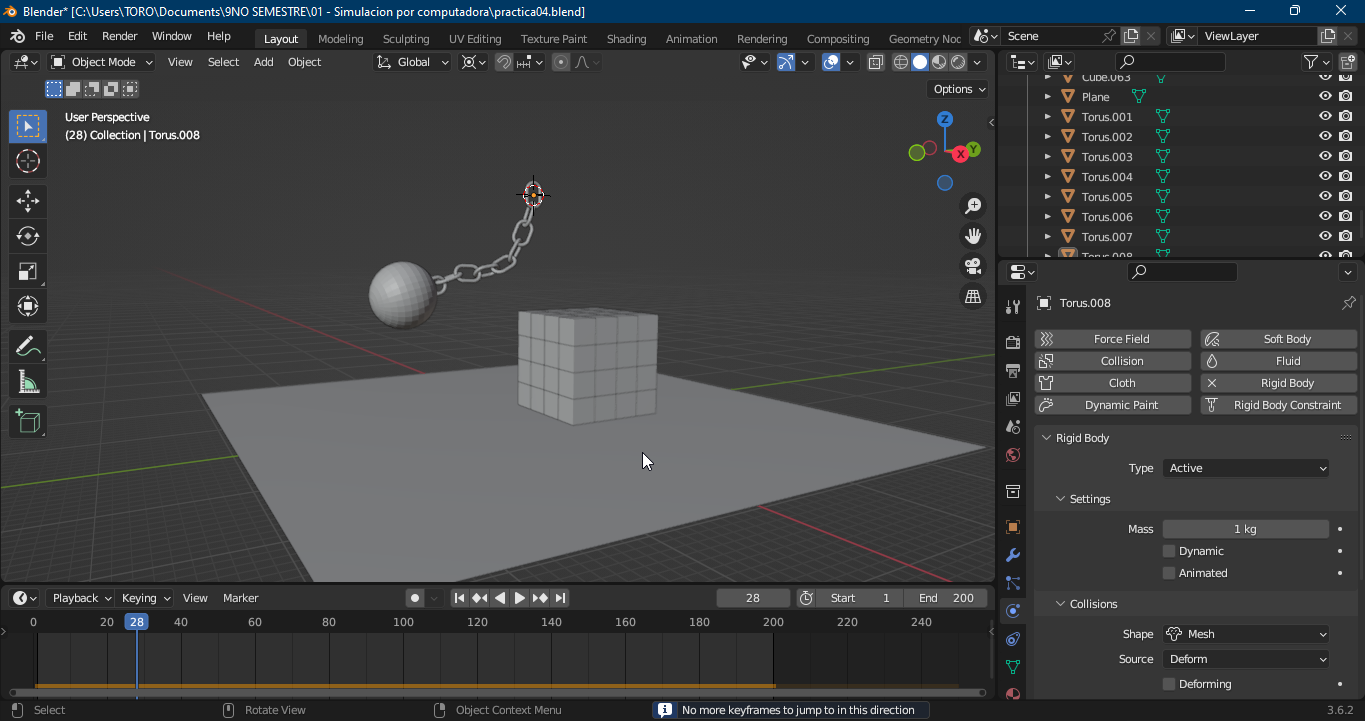 Blender* [C:\Users\TORO\Documents\9NO SEMESTRE\01 - Simulacion por computadora\practica04.blend]
File Edit Render Window Help Layout Modeling Sculpting UV Editing Texture Paint Shading Animation Rendering Compositing Geometry Noc Scene ViewLayer
Object Mode View Select Add Object Global
Options
User Perspective
(28) Collection | Torus.008
Z
X
Y
Cube.063
Plane
Torus.001
Torus.002
Torus.003
Torus.004
Torus.005
Torus.006
Torus.007
Torus.008
Torus.008
Force Field Soft Body
Collision Fluid
Cloth Rigid Body
Dynamic Paint Rigid Body Constraint
Rigid Body
Type Active
Settings
Mass 1 kg
Dynamic
Animated
Collisions
Shape Mesh
Source Deform
Deforming
Playback Keying View Marker 28 Start 1 End 200
0 20 28 40 60 80 100 120 140 160 180 200 220 240
Select Rotate View Object Context Menu No more keyframes to jump to in this direction 3.6.2